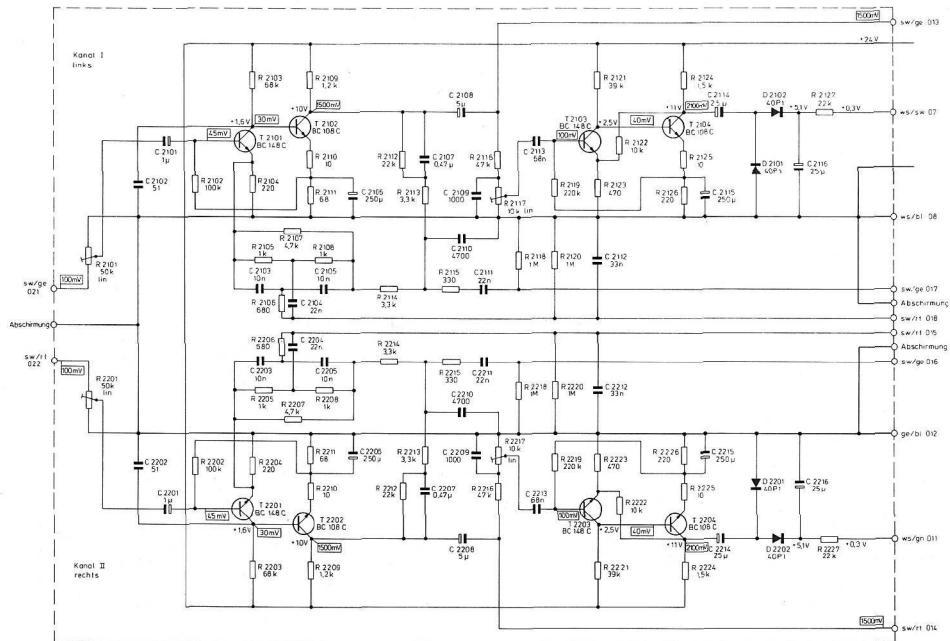 1500mV
sw/ge 013
Kanal I
links
+24V
R 2103
68k
R 2109
1,2k
C 2108
5µ
R 2121
39k
R 2124
1,5k
C 2114
25µ
D 2102
40P1
R 2127
22k
+5,1V
+0,3V
ws/sw 07
+1,6V
30mV
+10V
1500mV
T 2102
BC 108C
45mV
T 2101
BC 148C
T 2103
BC 148C
100mV
+2,5V
+11V
2100mV
40mV
T 2104
BC 108C
C 2101
1µ
C 2102
51
R 2102
100k
R 2104
220
R 2110
10
R 2111
68
C 2106
250µ
R 2112
22k
C 2107
0,47µ
R 2113
3,3k
C 2109
1000
R 2116
47k
R 2117
10k lin
C 2113
68n
R 2119
220k
R 2122
10k
R 2123
470
R 2125
10
R 2126
220
C 2115
250µ
D 2101
40P1
C 2116
25µ
ws/bl 08
R 2101
50k
lin
R 2107
4,7k
R 2105
1k
R 2108
1k
C 2110
4700
R 2118
1M
R 2120
1M
C 2112
33n
sw/ge
021
100mV
C 2103
10n
C 2105
10n
R 2106
680
C 2104
22n
R 2114
3,3k
R 2115
330
C 2111
22n
sw/ge 017
Abschirmung
sw/rt 018
Abschirmung
sw/rt 015
Abschirmung
sw/rt
022
100mV
R 2206
680
C 2204
22n
R 2214
3,3k
C 2203
10n
C 2205
10n
R 2215
330
C 2211
22n
sw/ge 016
R 2201
50k
lin
R 2205
1k
R 2208
1k
R 2207
4,7k
C 2210
4700
R 2218
1M
R 2220
1M
C 2212
33n
ge/bl 012
C 2202
51
R 2202
100k
R 2204
220
R 2211
68
R 2210
10
C 2206
250µ
R 2213
3,3k
R 2212
22k
C 2207
0,47µ
C 2209
1000
R 2217
10k
lin
R 2216
47k
C 2213
68n
R 2219
220k
R 2223
470
R 2222
10k
R 2226
220
R 2225
10
C 2215
250µ
D 2201
40P1
C 2216
25µ
C 2201
1µ
45mV
T 2201
BC 148C
+1,6V
30mV
T 2202
BC 108C
+10V
1500mV
C 2208
5µ
100mV
T 2203
BC 148C
+2,5V
40mV
T 2204
BC 108C
+11V
2100mV
C 2214
25µ
D 2202
40P1
+5,1V
R 2227
22k
+0,3V
ws/gn 011
Kanal II
rechts
R 2203
68k
R 2209
1,2k
R 2221
39k
R 2224
1,5k
1500mV
sw/rt 014